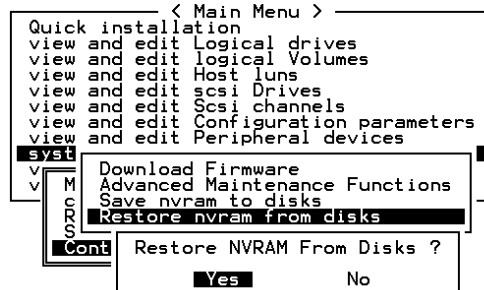 < Main Menu >
Quick installation
view and edit Logical drives
view and edit logical Volumes
view and edit Host luns
view and edit scsi Drives
view and edit Scsi channels
view and edit Configuration parameters
view and edit Peripheral devices
syst
v
Download Firmware
v
M
Advanced Maintenance Functions
c
Save nvram to disks
R
Restore nvram from disks
S
Cont
Restore NVRAM From Disks ?
Yes No